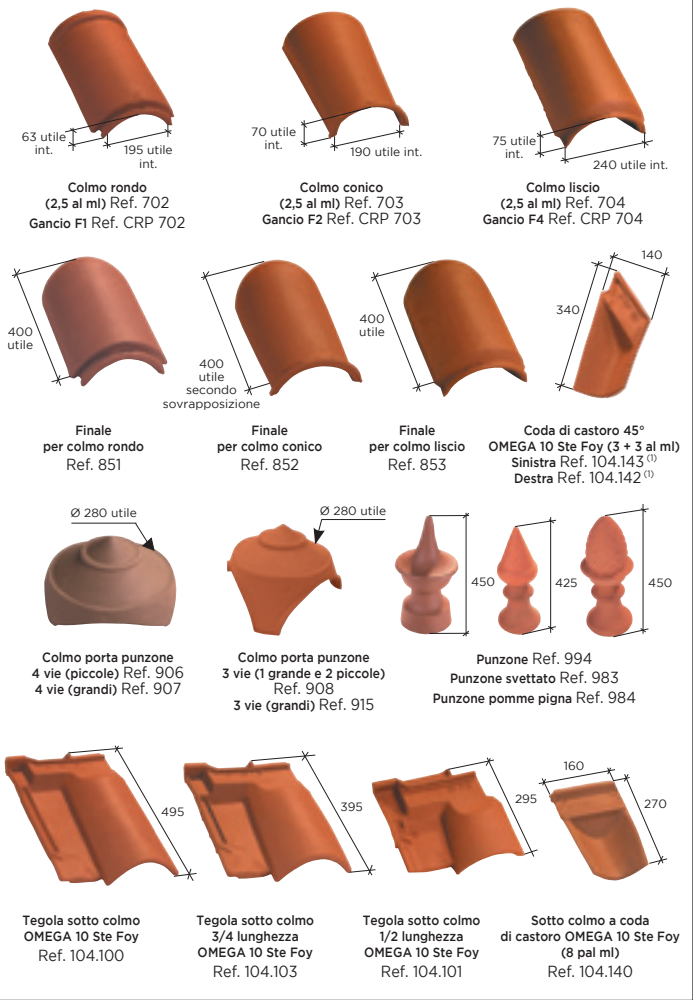 63 utile
int.
195 utile
int.
70 utile
int.
190 utile int.
75 utile
int.
240 utile int.
Colmo rondo
(2,5 al ml) Ref. 702
Gancio F1 Ref. CRP 702
Colmo conico
(2,5 al ml) Ref. 703
Gancio F2 Ref. CRP 703
Colmo liscio
(2,5 al ml) Ref. 704
Gancio F4 Ref. CRP 704
400
utile
400
utile
secondo
sovrapposizione
400
utile
340
140
Finale
per colmo rondo
Ref. 851
Finale
per colmo conico
Ref. 852
Finale
per colmo liscio
Ref. 853
Coda di castoro 45°
OMEGA 10 Ste Foy (3 + 3 al ml)
Sinistra Ref. 104.143 (1)
Destra Ref. 104.142 (1)
Ø 280 utile
Ø 280 utile
450
425
450
Colmo porta punzone
4 vie (piccole) Ref. 906
4 vie (grandi) Ref. 907
Colmo porta punzone
3 vie (1 grande e 2 piccole)
Ref. 908
3 vie (grandi) Ref. 915
Punzone Ref. 994
Punzone svettato Ref. 983
Punzone pomme pigna Ref. 984
495
395
295
160
270
Tegola sotto colmo
OMEGA 10 Ste Foy
Ref. 104.100
Tegola sotto colmo
3/4 lunghezza
OMEGA 10 Ste Foy
Ref. 104.103
Tegola sotto colmo
1/2 lunghezza
OMEGA 10 Ste Foy
Ref. 104.101
Sotto colmo a coda
di castoro OMEGA 10 Ste Foy
(8 pal ml)
Ref. 104.140